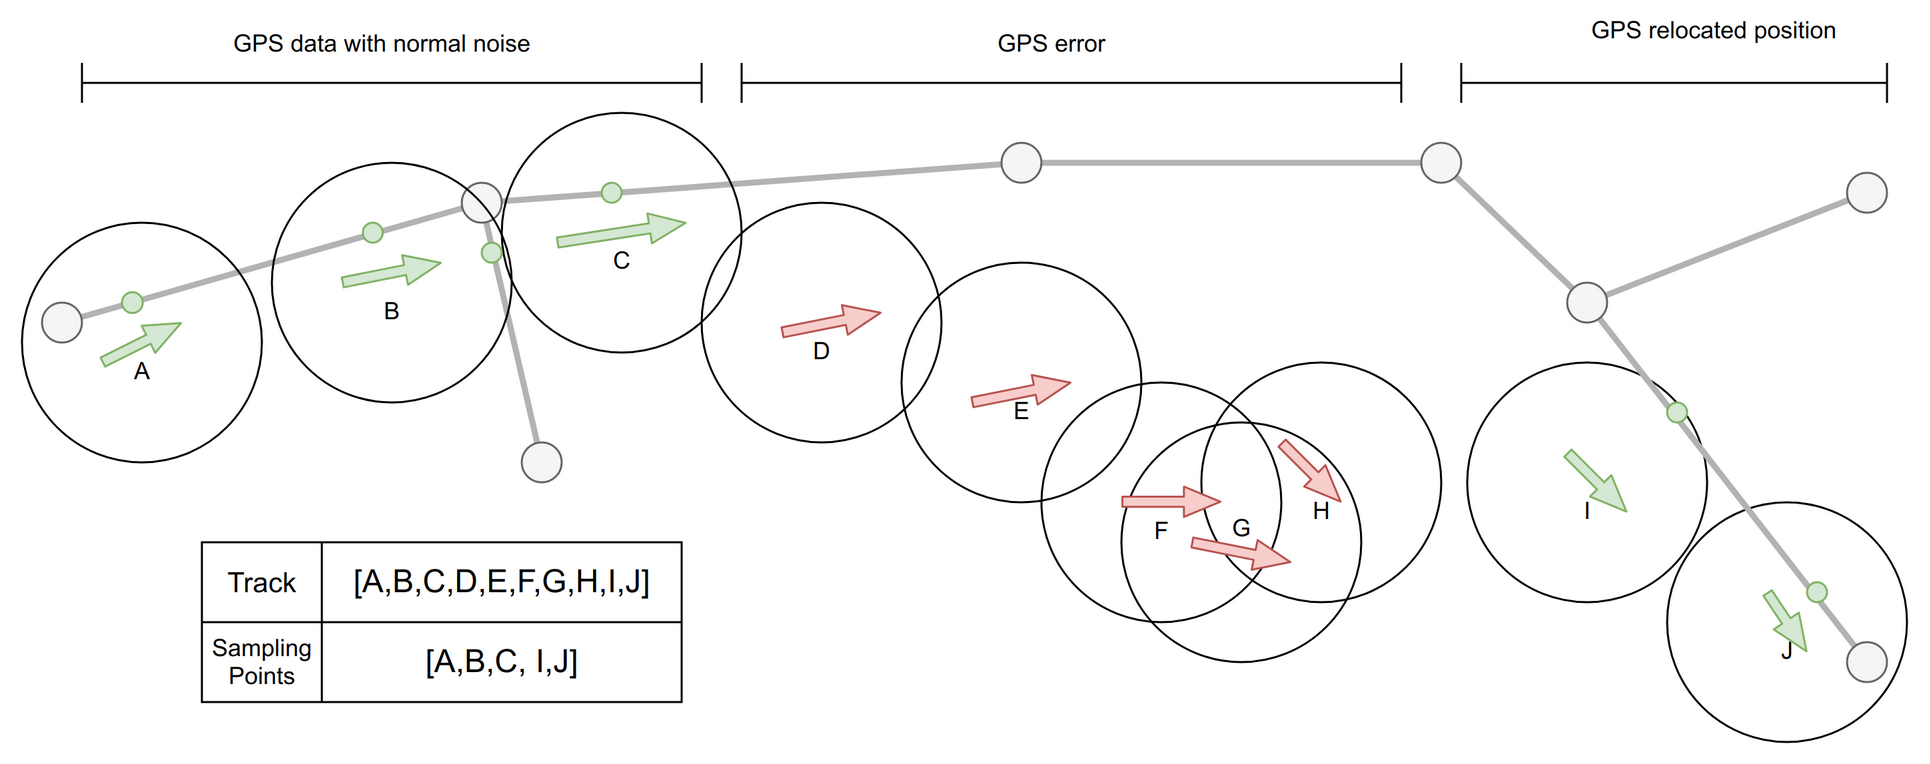 GPS data with normal noise
GPS error
GPS relocated position
A
B
C
D
E
F
G
H
I
J
Track
[A,B,C,D,E,F,G,H,I,J]
Sampling
Points
[A,B,C, I,J]